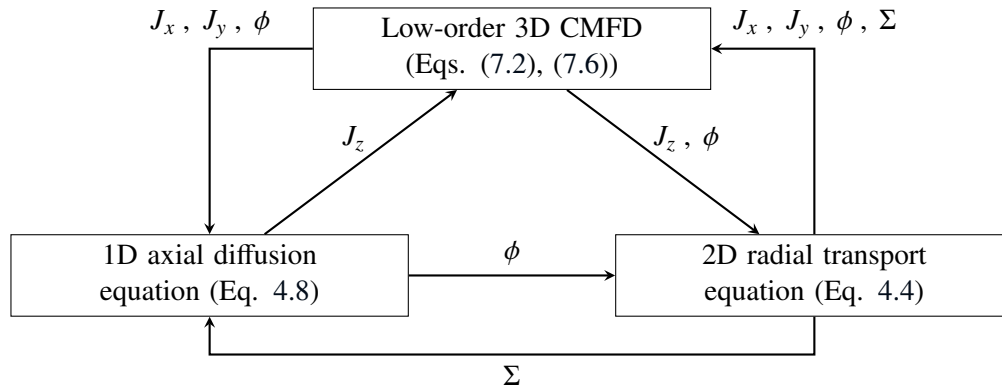 J_x , J_y , ϕ
Low-order 3D CMFD
(Eqs. (7.2), (7.6))
J_x , J_y , ϕ , Σ
J_z
J_z , ϕ
1D axial diffusion
equation (Eq. 4.8)
ϕ
2D radial transport
equation (Eq. 4.4)
Σ